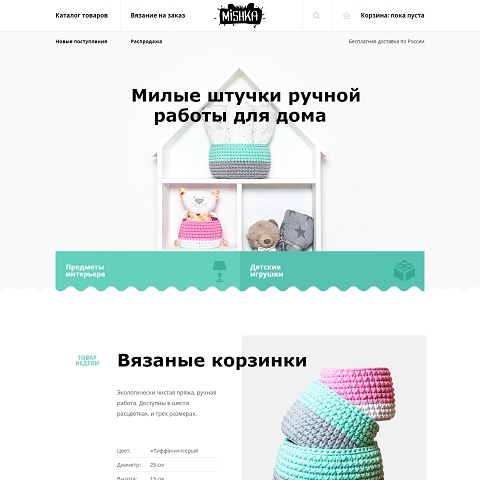 Каталог товаров
Вязание на заказ
MiSHKA
Корзина: пока пуста
Новые поступления
Распродажа
Бесплатная доставка по России
Милые штучки ручной
работы для дома
Предметы
интерьера
Детские
игрушки
ТОВАР
НЕДЕЛИ
Вязаные корзинки
Экологически чистая пряжа, ручная
работа. Доступны в шести
расцветках, и трех размерах.
Цвет: «Тиффани»/серый
Диаметр: 25 см
Высота: 15 см